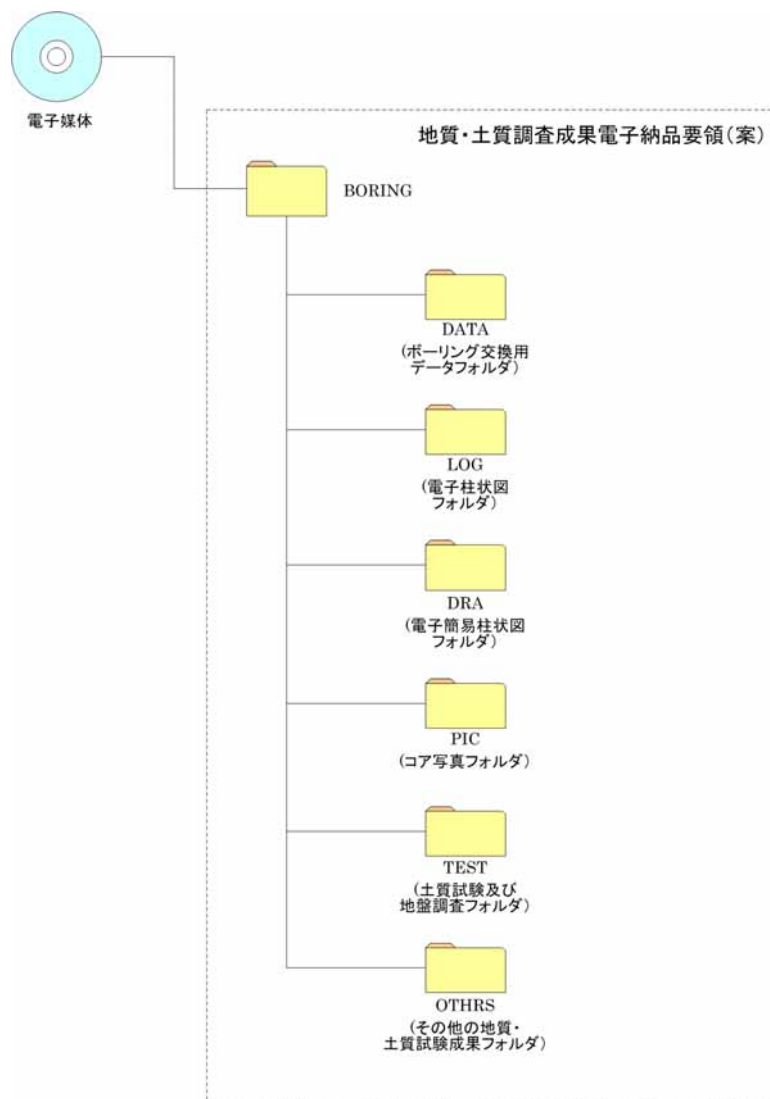 電子媒体
地質・土質調査成果電子納品要領(案)
BORING
DATA
(ボーリング交換用
データフォルダ)
LOG
(電子柱状図
フォルダ)
DRA
(電子簡易柱状図
フォルダ)
PIC
(コア写真フォルダ)
TEST
(土質試験及び
地盤調査フォルダ)
OTHRS
(その他の地質・
土質試験成果フォルダ)